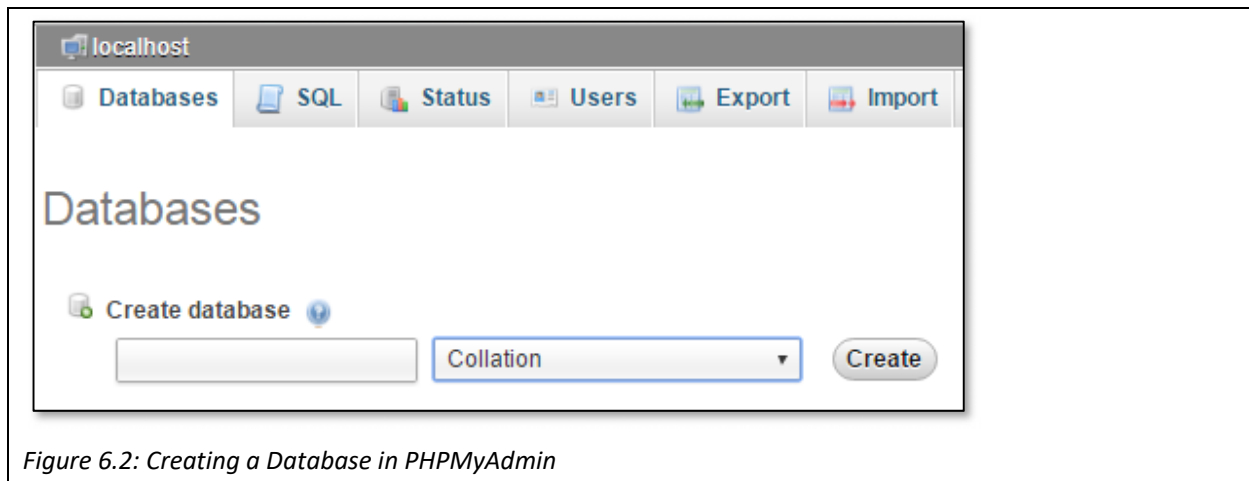 localhost
Databases SQL Status Users Export Import
Databases
Create database
Collation Create
Figure 6.2: Creating a Database in PHPMyAdmin